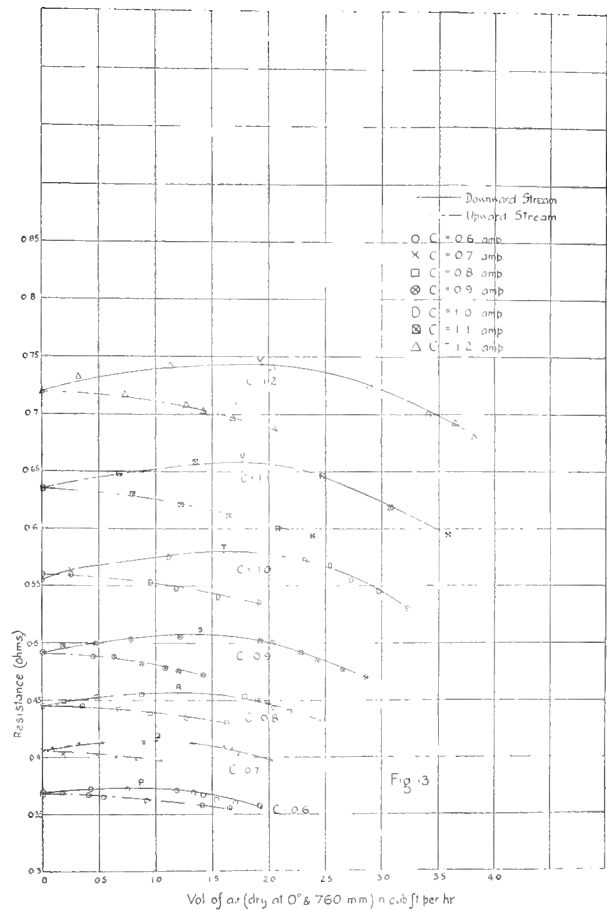 Downward Stream
Upward Stream
C = 0.6 amp
C = 0.7 amp
C = 0.8 amp
C = 0.9 amp
C = 1.0 amp
C = 1.1 amp
C = 1.2 amp
0.85
0.8
0.75
V
C = 1.2
0.7
0.65
U
C = 1.1
0.6
T
C = 1.0
0.55
S
0.5
C = 0.9
R
0.45
C = 0.8
Q
0.4
C = 0.7
P
Fig 3
0.35
C = 0.6
0.3
Resistance (ohms)
0 0.5 1.0 1.5 2.0 2.5 3.0 3.5 4.0 4.5 5.0
Vol of air (dry at 0° & 760 mm) in cub ft per hr